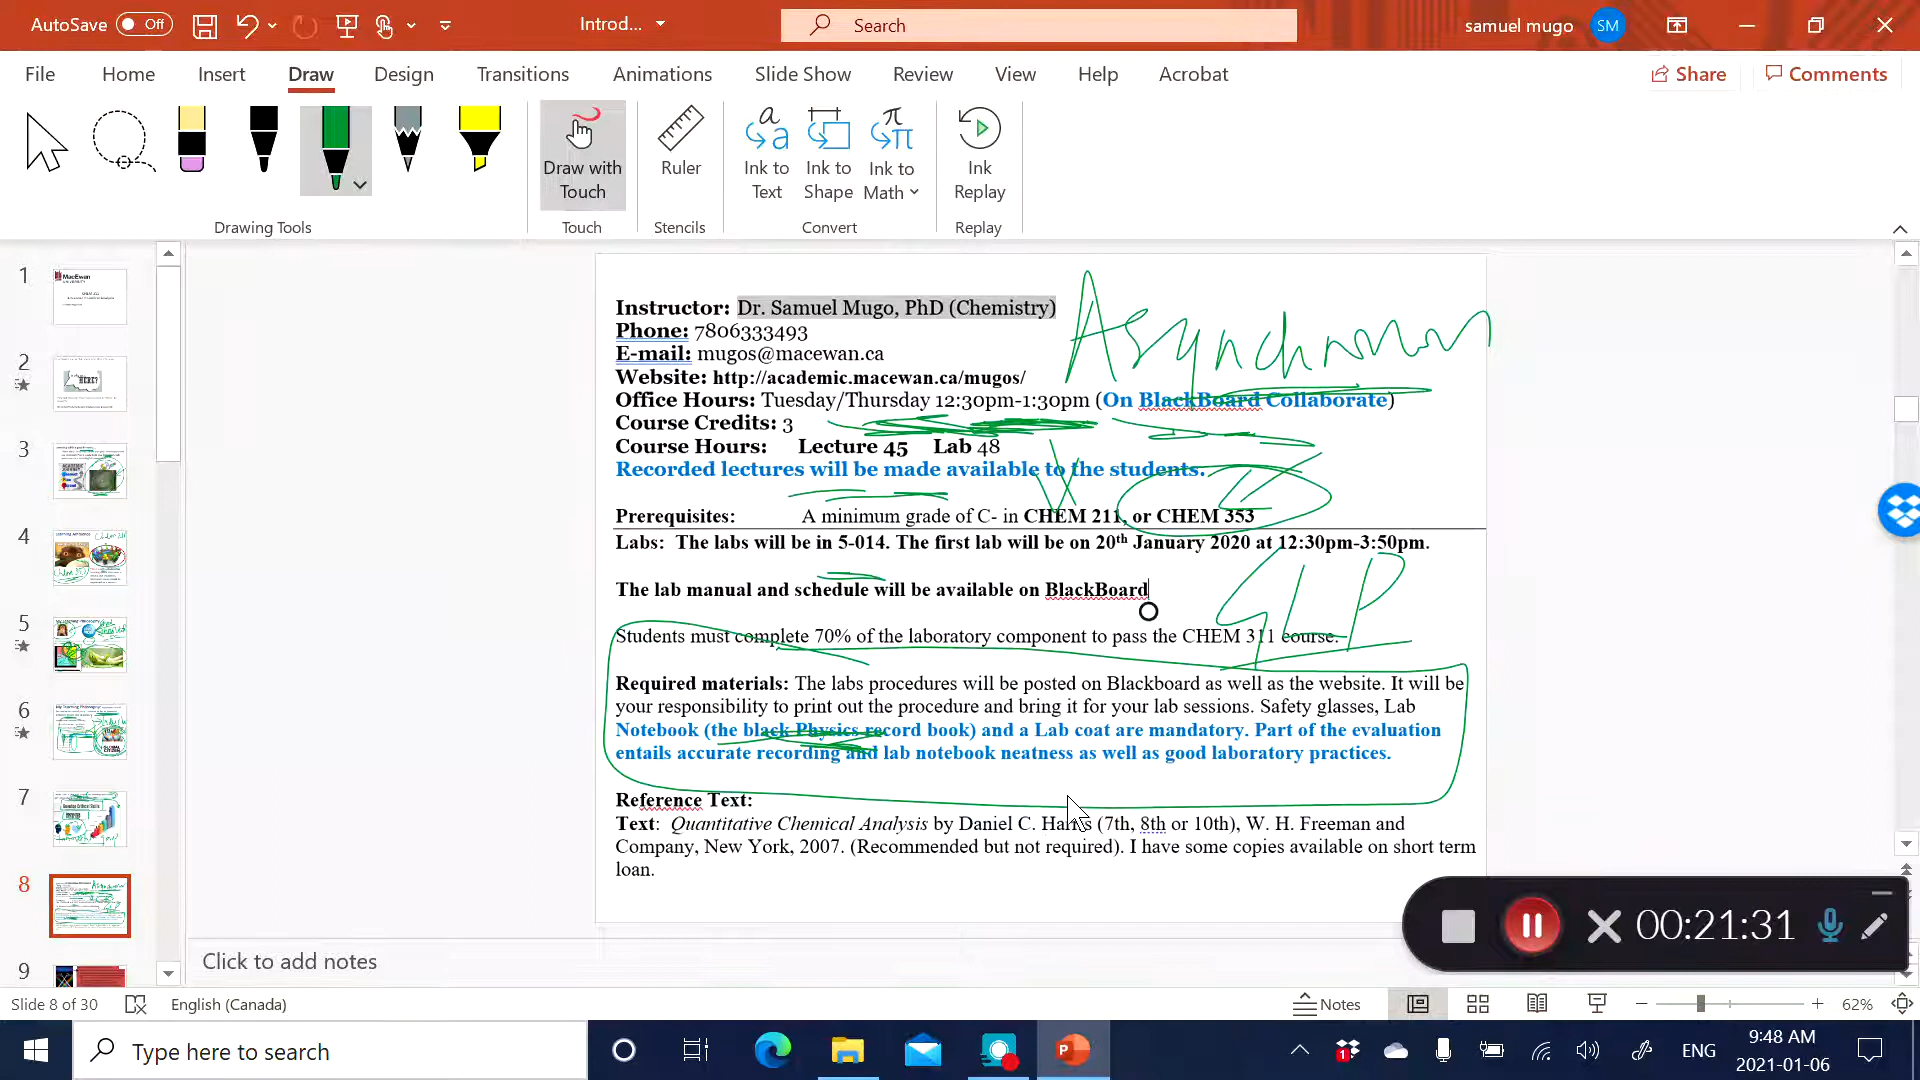 AutoSave Off Introd... Search samuel mugo SM
File Home Insert Draw Design Transitions Animations Slide Show Review View Help Acrobat Share Comments
Draw with Touch Ruler Ink to Text Ink to Shape Ink to Math Ink Replay
Drawing Tools Touch Stencils Convert Replay
1
2
3
4
5
6
7
8
9
MacEwan
HERE?
Instructor: Dr. Samuel Mugo, PhD (Chemistry)
Phone: 7806333493
E-mail: mugos@macewan.ca
Website: http://academic.macewan.ca/mugos/
Office Hours: Tuesday/Thursday 12:30pm-1:30pm (On BlackBoard Collaborate)
Course Credits: 3
Course Hours: Lecture 45 Lab 48
Recorded lectures will be made available to the students.
Prerequisites: A minimum grade of C- in CHEM 211, or CHEM 353
Labs: The labs will be in 5-014. The first lab will be on 20th January 2020 at 12:30pm-3:50pm.
The lab manual and schedule will be available on BlackBoard
GLP
Students must complete 70% of the laboratory component to pass the CHEM 311 course.
Required materials: The labs procedures will be posted on Blackboard as well as the website. It will be
your responsibility to print out the procedure and bring it for your lab sessions. Safety glasses, Lab
Notebook (the black Physics record book) and a Lab coat are mandatory. Part of the evaluation
entails accurate recording and lab notebook neatness as well as good laboratory practices.
Reference Text:
Text: Quantitative Chemical Analysis by Daniel C. Harris (7th, 8th or 10th), W. H. Freeman and
Company, New York, 2007. (Recommended but not required). I have some copies available on short term
loan.
00:21:31
Click to add notes
Slide 8 of 30 English (Canada) Notes 62%
Type here to search ENG 9:48 AM
2021-01-06